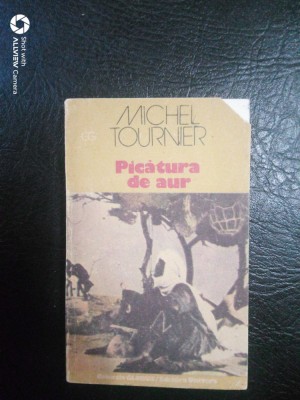 Shot with
ALLVIEW Camera
MICHEL
TOURNIER
Picătura
de aur